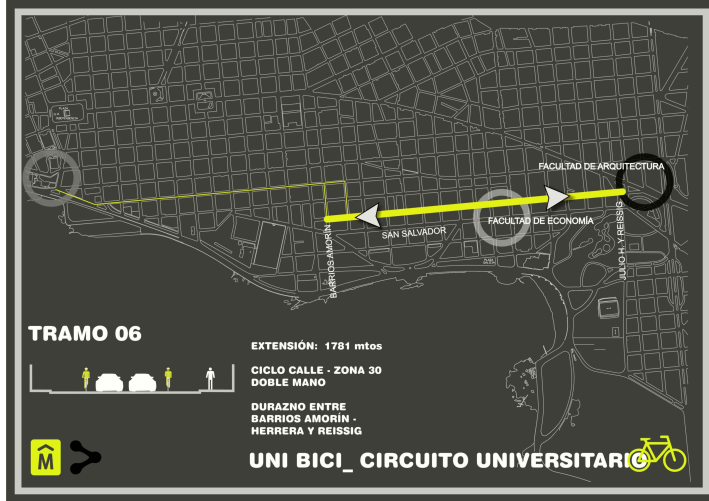 FACULTAD DE ARQUITECTURA
FACULTAD DE ECONOMÍA
SAN SALVADOR
BARRIOS AMORÍN
JULIO H. Y REISSIG
TRAMO 06
EXTENSIÓN: 1781 mtos
CICLO CALLE - ZONA 30
DOBLE MANO
DURAZNO ENTRE
BARRIOS AMORÍN -
HERRERA Y REISSIG
M
UNI BICI_ CIRCUITO UNIVERSITARIO